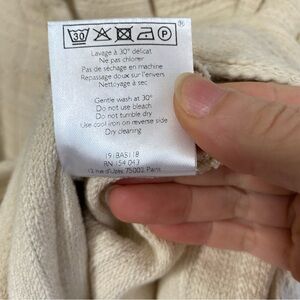 30 P
Lavage à 30° délicat
Ne pas chlorer
Pas de séchage en machine
Repassage doux sur l'envers
Nettoyage à sec
Gentle wash at 30°
Do not use bleach
Do not tumble dry
Use cool iron on reverse side
Dry cleaning
191BAS118
RN 154 043
12 rue d'Uzès 75002 Paris